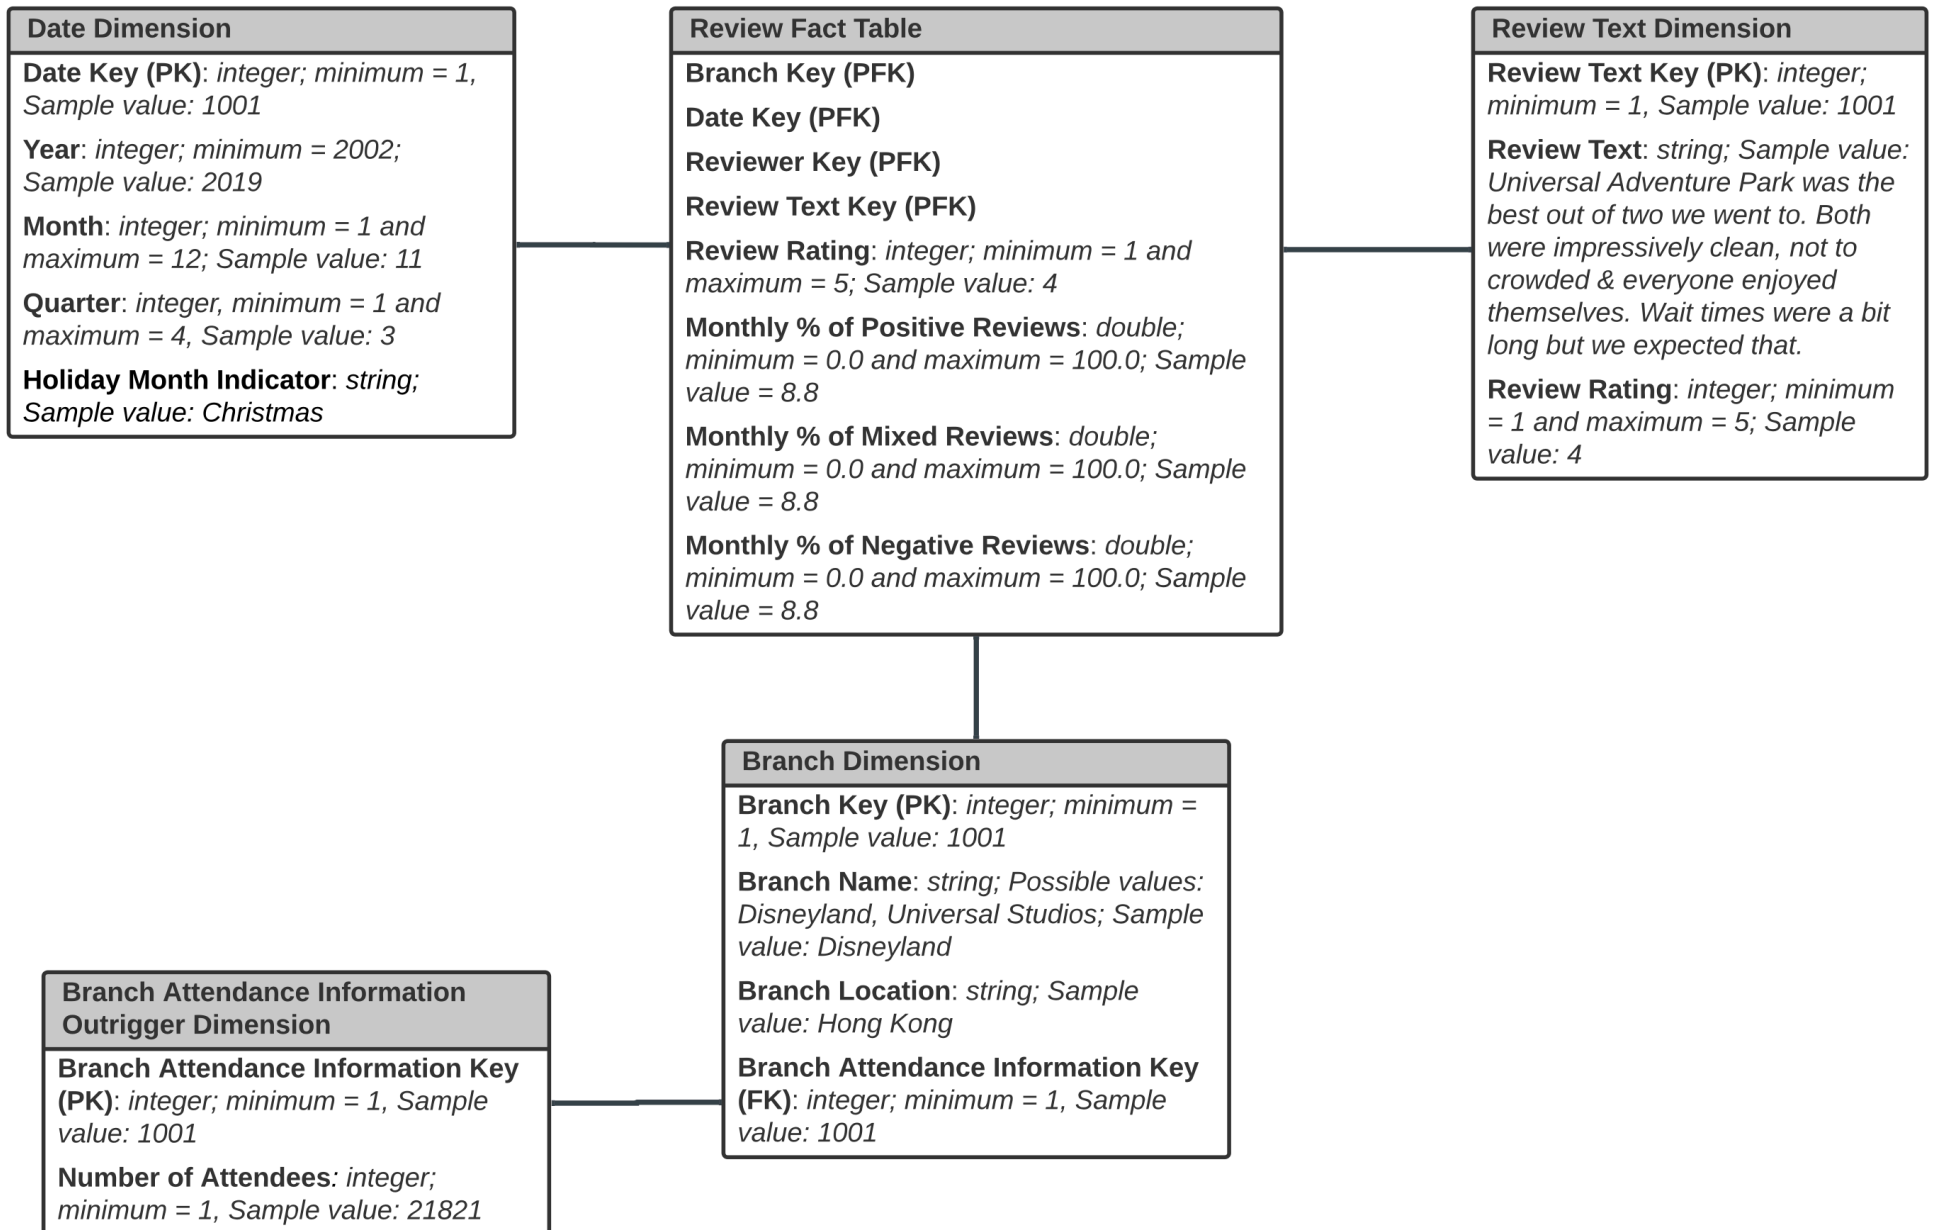 Date Dimension
Date Key (PK): integer; minimum = 1,
Sample value: 1001
Year: integer; minimum = 2002;
Sample value: 2019
Month: integer; minimum = 1 and
maximum = 12; Sample value: 11
Quarter: integer, minimum = 1 and
maximum = 4, Sample value: 3
Holiday Month Indicator: string;
Sample value: Christmas
Review Fact Table
Branch Key (PFK)
Date Key (PFK)
Reviewer Key (PFK)
Review Text Key (PFK)
Review Rating: integer; minimum = 1 and
maximum = 5; Sample value: 4
Monthly % of Positive Reviews: double;
minimum = 0.0 and maximum = 100.0; Sample
value = 8.8
Monthly % of Mixed Reviews: double;
minimum = 0.0 and maximum = 100.0; Sample
value = 8.8
Monthly % of Negative Reviews: double;
minimum = 0.0 and maximum = 100.0; Sample
value = 8.8
Review Text Dimension
Review Text Key (PK): integer;
minimum = 1, Sample value: 1001
Review Text: string; Sample value:
Universal Adventure Park was the
best out of two we went to. Both
were impressively clean, not to
crowded & everyone enjoyed
themselves. Wait times were a bit
long but we expected that.
Review Rating: integer; minimum
= 1 and maximum = 5; Sample
value: 4
Branch Dimension
Branch Key (PK): integer; minimum =
1, Sample value: 1001
Branch Name: string; Possible values:
Disneyland, Universal Studios; Sample
value: Disneyland
Branch Location: string; Sample
value: Hong Kong
Branch Attendance Information Key
(FK): integer; minimum = 1, Sample
value: 1001
Branch Attendance Information
Outrigger Dimension
Branch Attendance Information Key
(PK): integer; minimum = 1, Sample
value: 1001
Number of Attendees: integer;
minimum = 1, Sample value: 21821